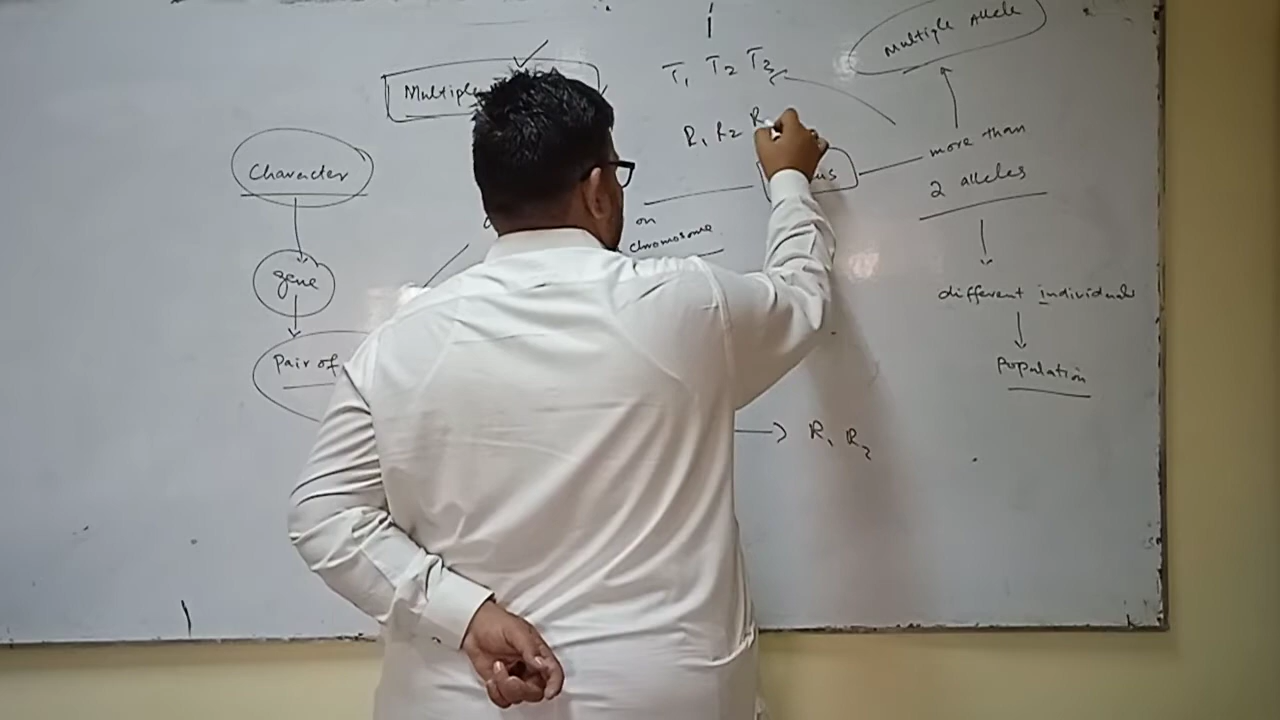 Multiple Allele
Multiple
T1 T2 T3
R1 R2 R
more than
2 alleles
Character
on
chromosome
gene
different individuals
Pair of
Population
R1 R2